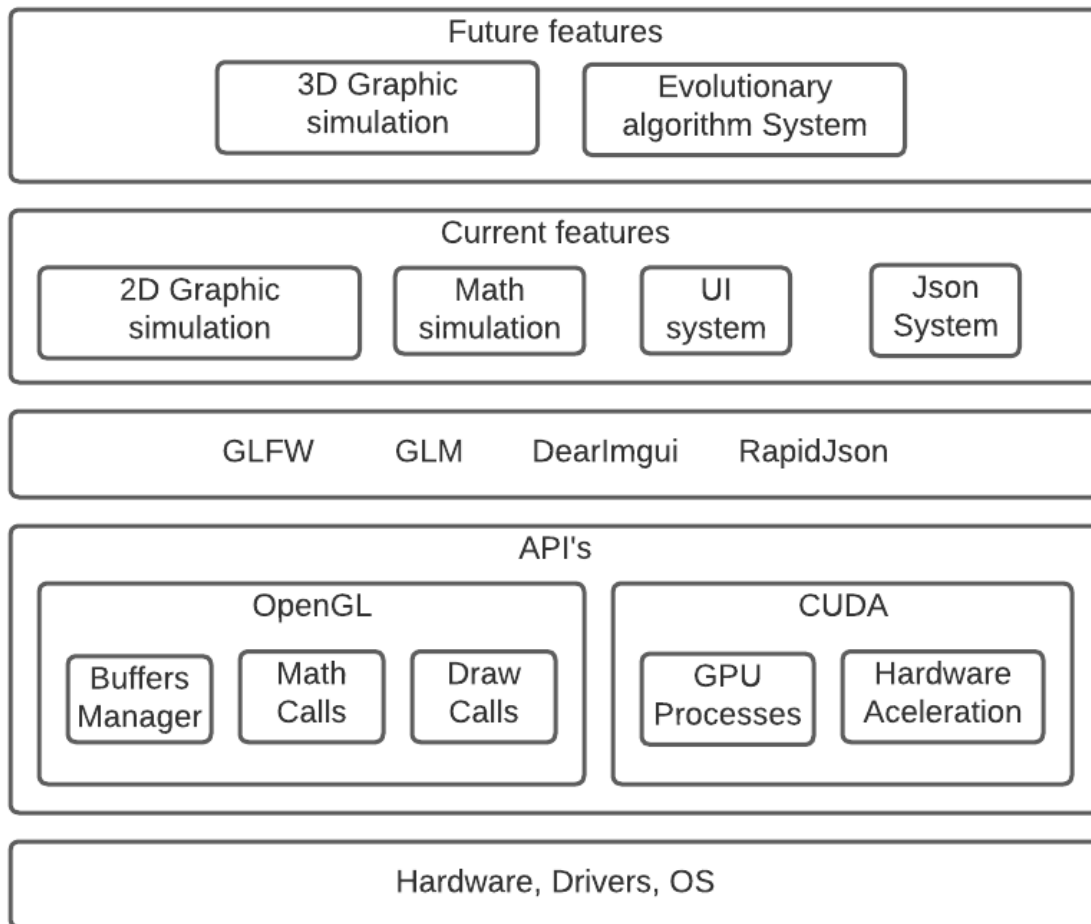 Future features
3D Graphic
simulation
Evolutionary
algorithm System
Current features
2D Graphic
simulation
Math
simulation
UI
system
Json
System
GLFW GLM DearImgui RapidJson
API's
OpenGL
Buffers
Manager
Math
Calls
Draw
Calls
CUDA
GPU
Processes
Hardware
Aceleration
Hardware, Drivers, OS